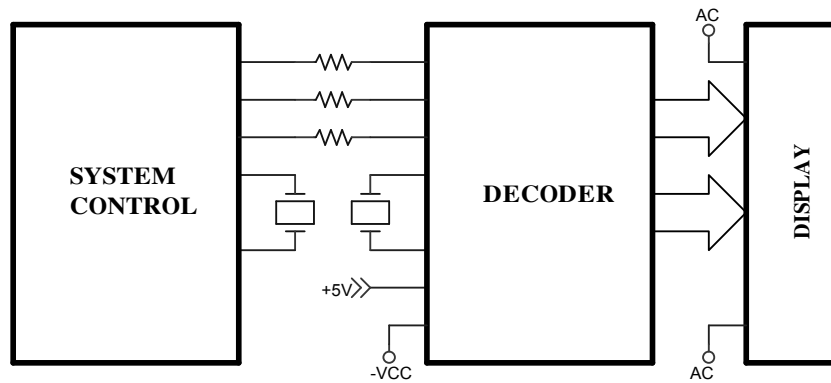 SYSTEM
CONTROL
DECODER
+5V
-VCC
AC
DISPLAY
AC